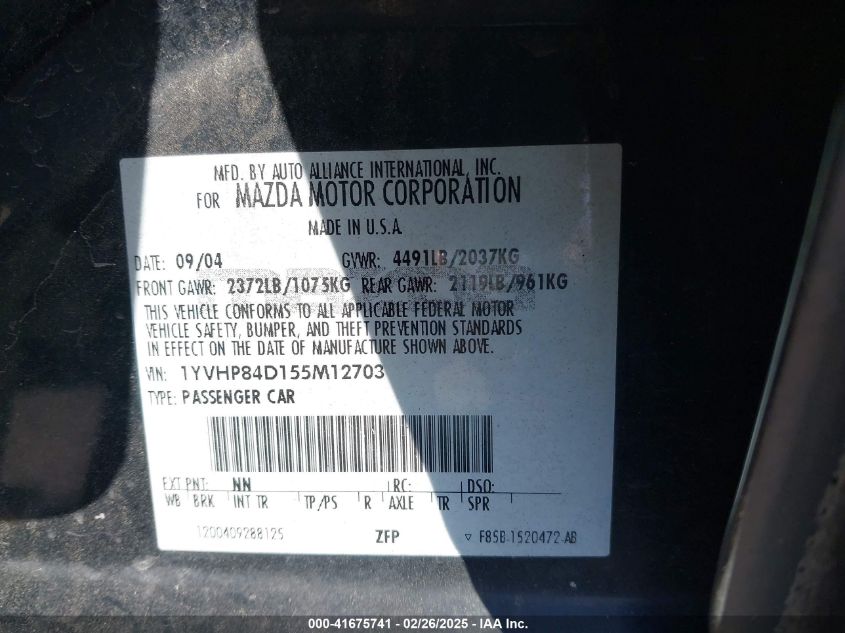 MFD. BY AUTO ALLIANCE INTERNATIONAL, INC.
FOR MAZDA MOTOR CORPORATION
MADE IN U.S.A.
DATE: 09/04 GVWR: 4491LB/2037KG
FRONT GAWR: 2372LB/1075KG REAR GAWR: 2119LB/961KG
THIS VEHICLE CONFORMS TO ALL APPLICABLE FEDERAL MOTOR
VEHICLE SAFETY, BUMPER, AND THEFT PREVENTION STANDARDS
IN EFFECT ON THE DATE OF MANUFACTURE SHOWN ABOVE.
VIN: 1YVHP84D155M12703
TYPE: PASSENGER CAR
EXT PNT: NN RC: DSO:
WB BRK INT TR TP/PS R AXLE TR SPR
1200409288125 ZFP ▽ F85B-1520472-AB
000-41675741 - 02/26/2025 - IAA Inc.